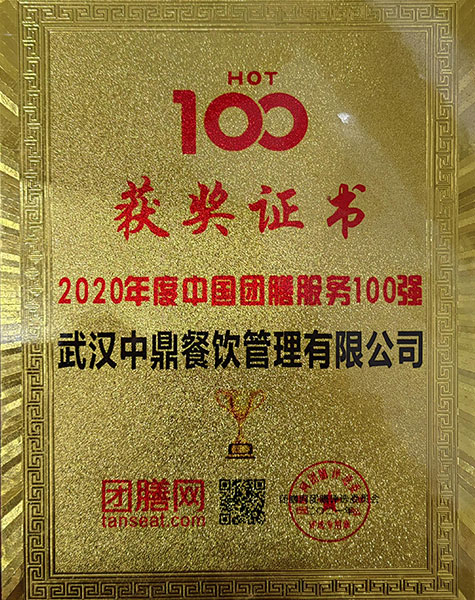 HOT
100
获奖证书
2020年度中国团膳服务100强
武汉中鼎餐饮管理有限公司
团膳网
tanseat.com